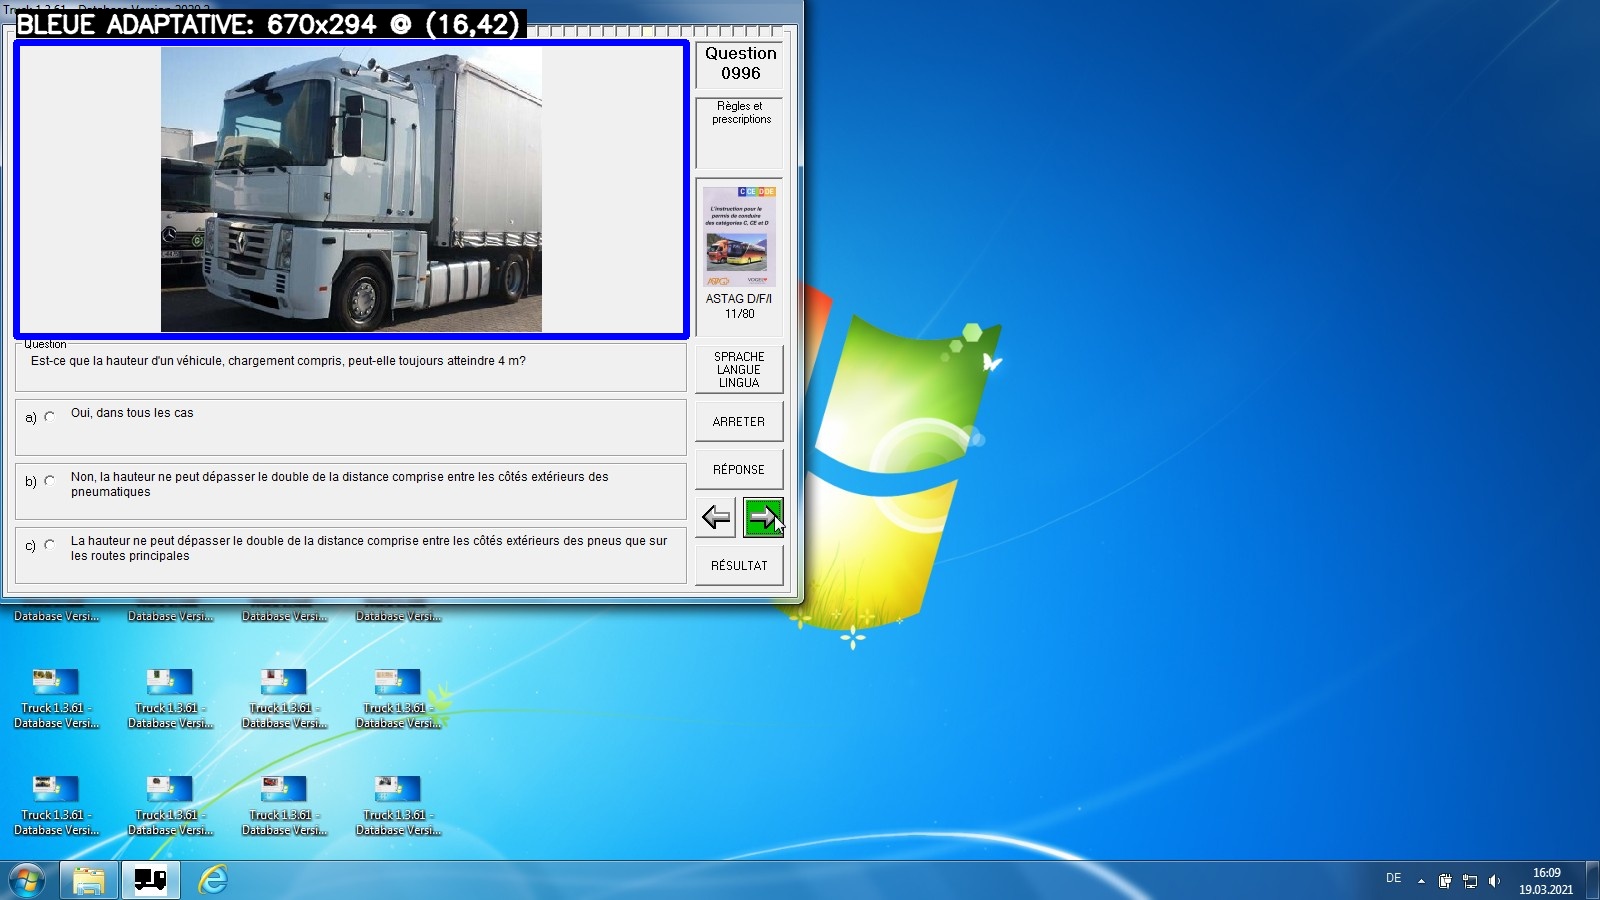 BLEUE ADAPTATIVE: 670x294 @ (16,42)
Question
0996
Règles et
prescriptions
C CE D DE
L'instruction pour le
permis de conduire
des catégories C, CE et D
ASTAG D/F/I
11/80
Question
Est-ce que la hauteur d'un véhicule, chargement compris, peut-elle toujours atteindre 4 m?
a) Oui, dans tous les cas
b) Non, la hauteur ne peut dépasser le double de la distance comprise entre les côtés extérieurs des
pneumatiques
c) La hauteur ne peut dépasser le double de la distance comprise entre les côtés extérieurs des pneus que sur
les routes principales
SPRACHE
LANGUE
LINGUA
ARRETER
RÉPONSE
RÉSULTAT
Database Versi... Database Versi... Database Versi... Database Versi...
Truck 1.3.61 - Truck 1.3.61 - Truck 1.3.61 - Truck 1.3.61 -
Database Versi... Database Versi... Database Versi... Database Versi...
Truck 1.3.61 - Truck 1.3.61 - Truck 1.3.61 - Truck 1.3.61 -
Database Versi... Database Versi... Database Versi... Database Versi...
DE
16:09
19.03.2021